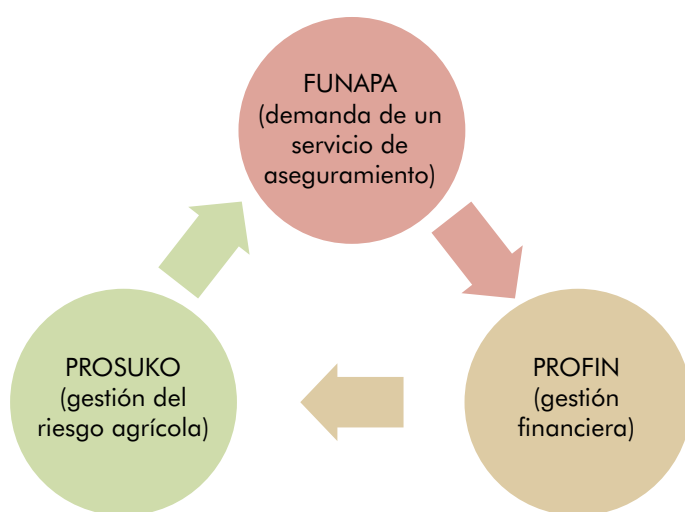 FUNAPA
(demanda de un
servicio de
aseguramiento)
PROSUKO
(gestión del
riesgo agrícola)
PROFIN
(gestión
financiera)